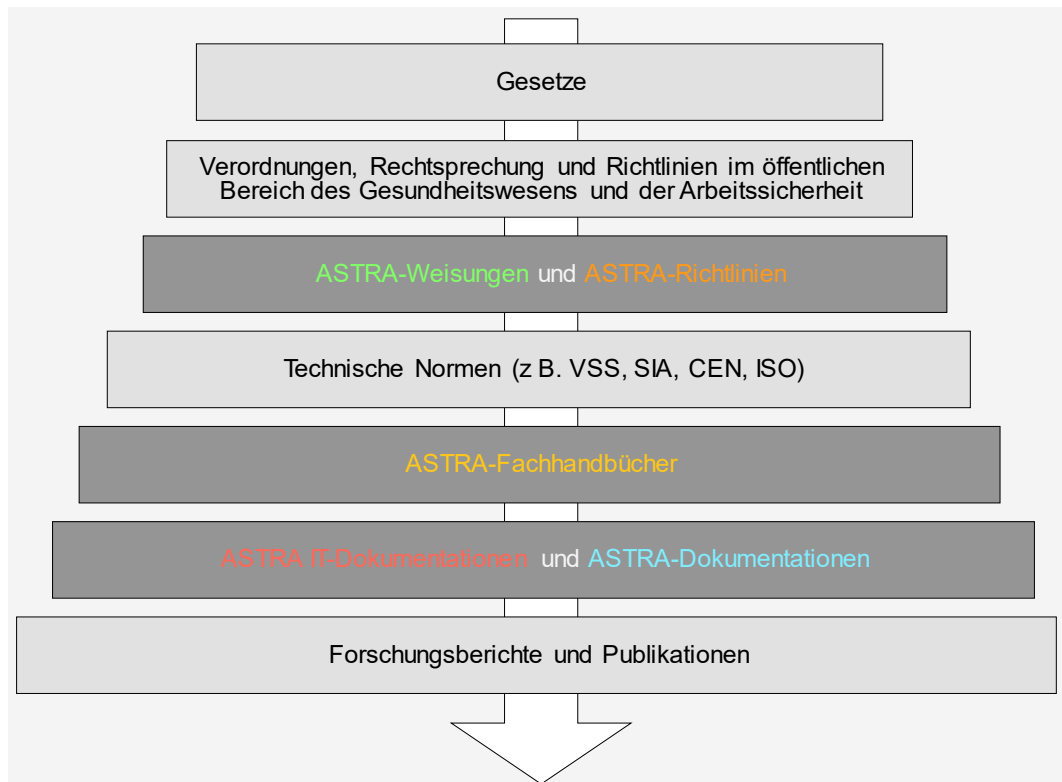 Gesetze
Verordnungen, Rechtsprechung und Richtlinien im öffentlichen
Bereich des Gesundheitswesens und der Arbeitssicherheit
ASTRA-Weisungen und ASTRA-Richtlinien
Technische Normen (z B. VSS, SIA, CEN, ISO)
ASTRA-Fachhandbücher
ASTRA IT-Dokumentationen und ASTRA-Dokumentationen
Forschungsberichte und Publikationen